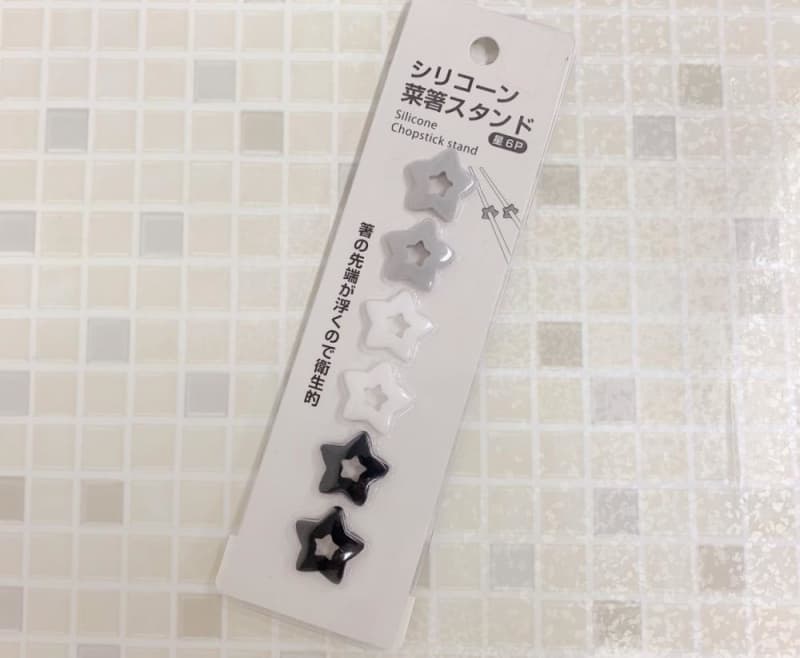 シリコーン
菜箸スタンド
Silicone
Chopstick stand
星6P
箸の先端が浮くので衛生的